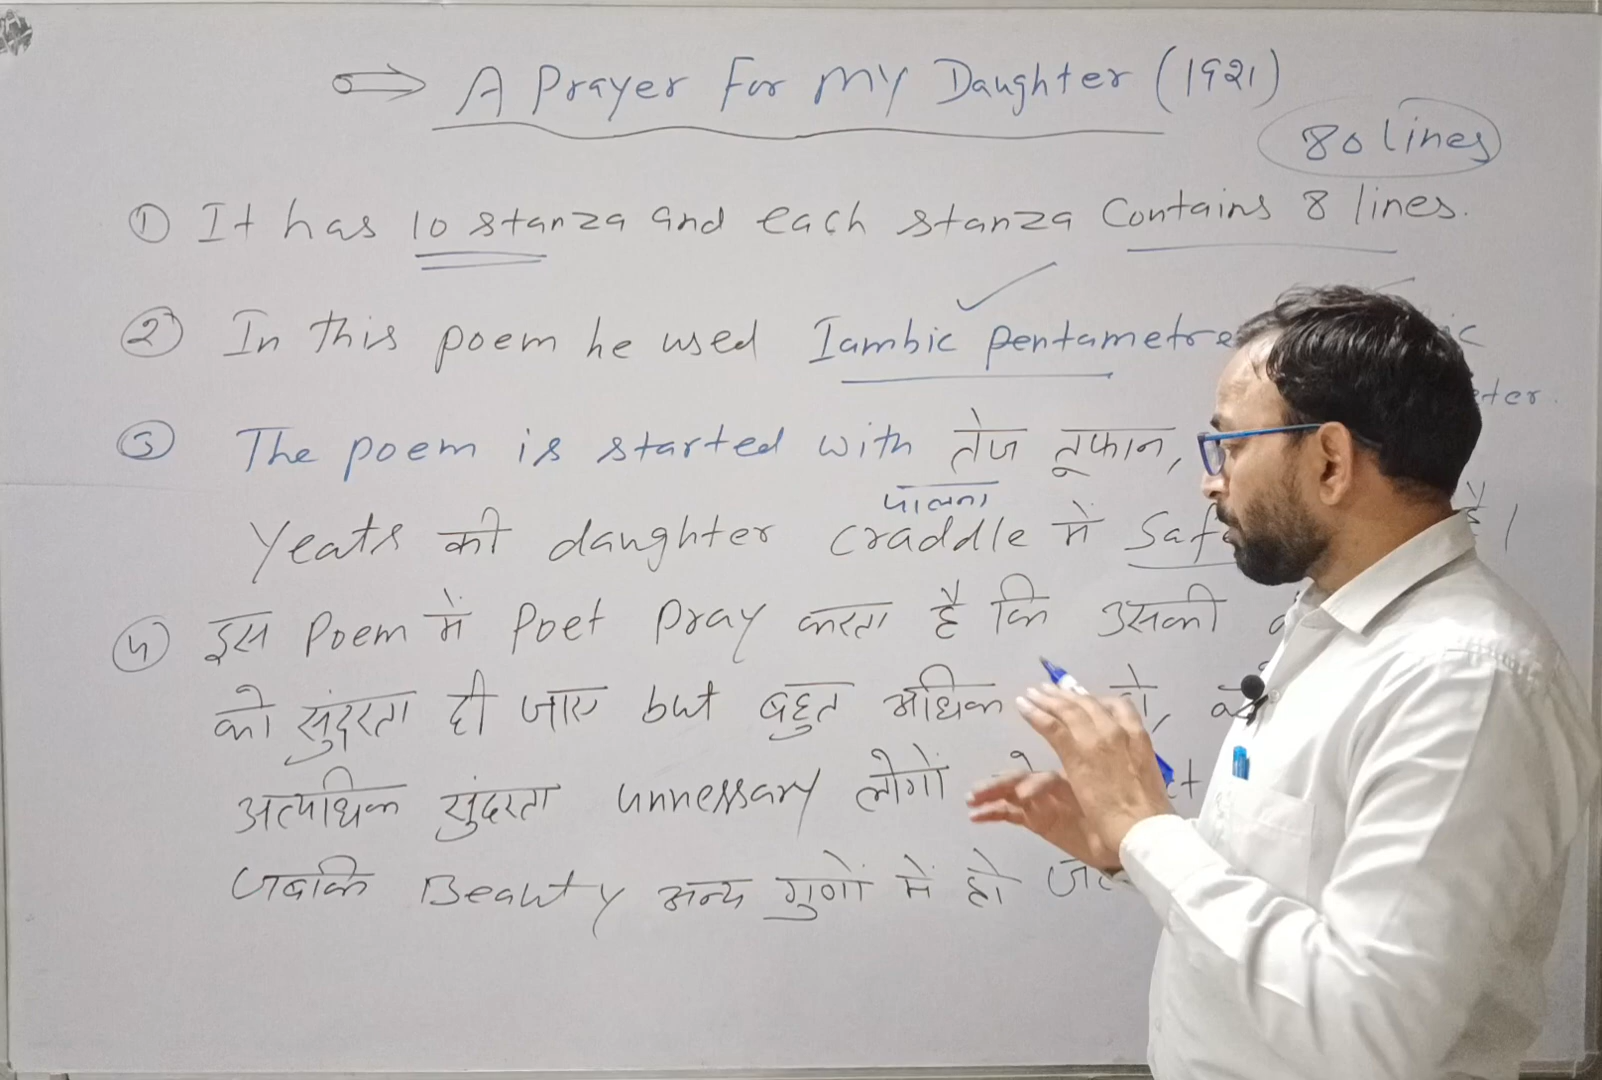 ⇒ A Prayer For My Daughter (1921)
80 lines
① It has 10 stanza and each stanza Contains 8 lines.
② In this poem he used Iambic pentametre
③ The poem is started with तेज तूफान,
पालना
Yeats की daughter craddle में है।
④ इस Poem में Poet Pray करता है कि उसकी
को सुंदरता दी जाए but बहुत अधिक
अत्यधिक सुंदरता unnessary लोगों
जबकि Beauty अन्य गुणों में हो